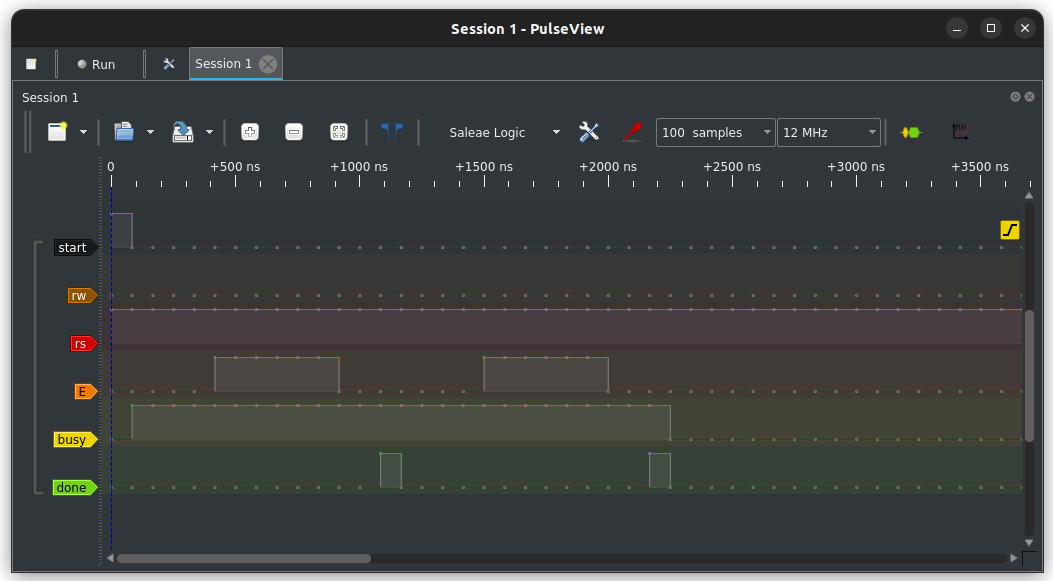 Session 1 - PulseView
Run
Session 1
Session 1
Saleae Logic
100 samples
12 MHz
0 +500 ns +1000 ns +1500 ns +2000 ns +2500 ns +3000 ns +3500 ns
start
rw
rs
E
busy
done